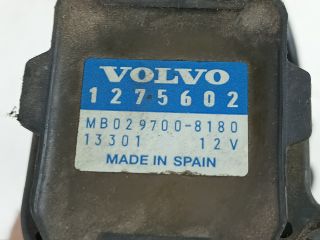 VOLVO
1275602
MB029700-8180
13301 12V
MADE IN SPAIN